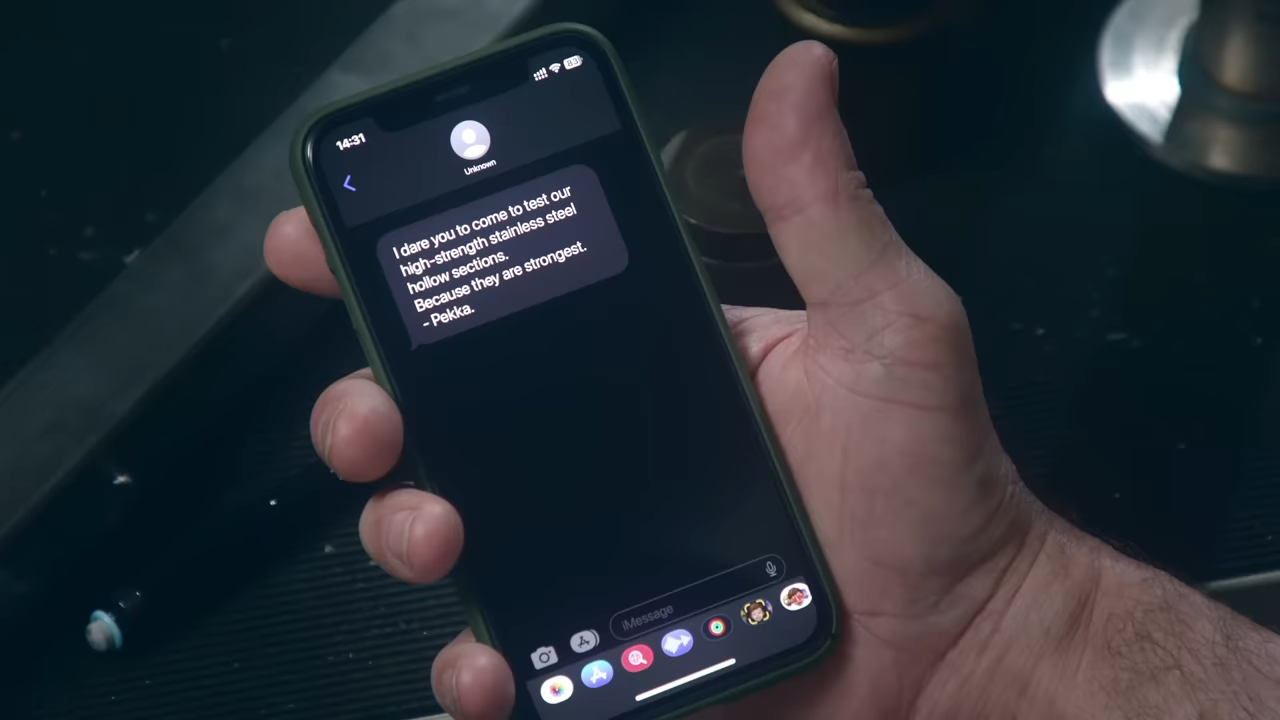 14:31
83
Unknown
I dare you to come to test our
high-strength stainless steel
hollow sections.
Because they are strongest.
- Pekka.
iMessage